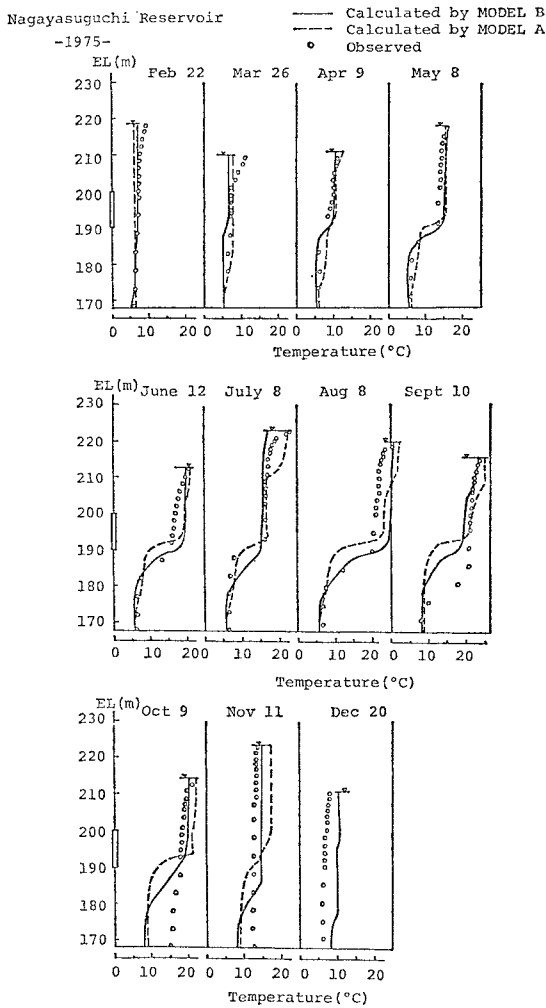 Nagayasuguchi Reservoir
-1975-
Calculated by MODEL B
Calculated by MODEL A
Observed
EL(m)
Feb 22 Mar 26 Apr 9 May 8
230
220
210
200
190
180
170
0 10 20 0 10 20 0 10 20 0 10 20
Temperature(°C)
EL(m)
June 12 July 8 Aug 8 Sept 10
230
220
210
200
190
180
170
0 10 20 0 10 20 0 10 20 0 10 20
Temperature(°C)
EL(m)
Oct 9 Nov 11 Dec 20
230
220
210
200
190
180
170
0 10 20 0 10 20 0 10 20
Temperature(°C)